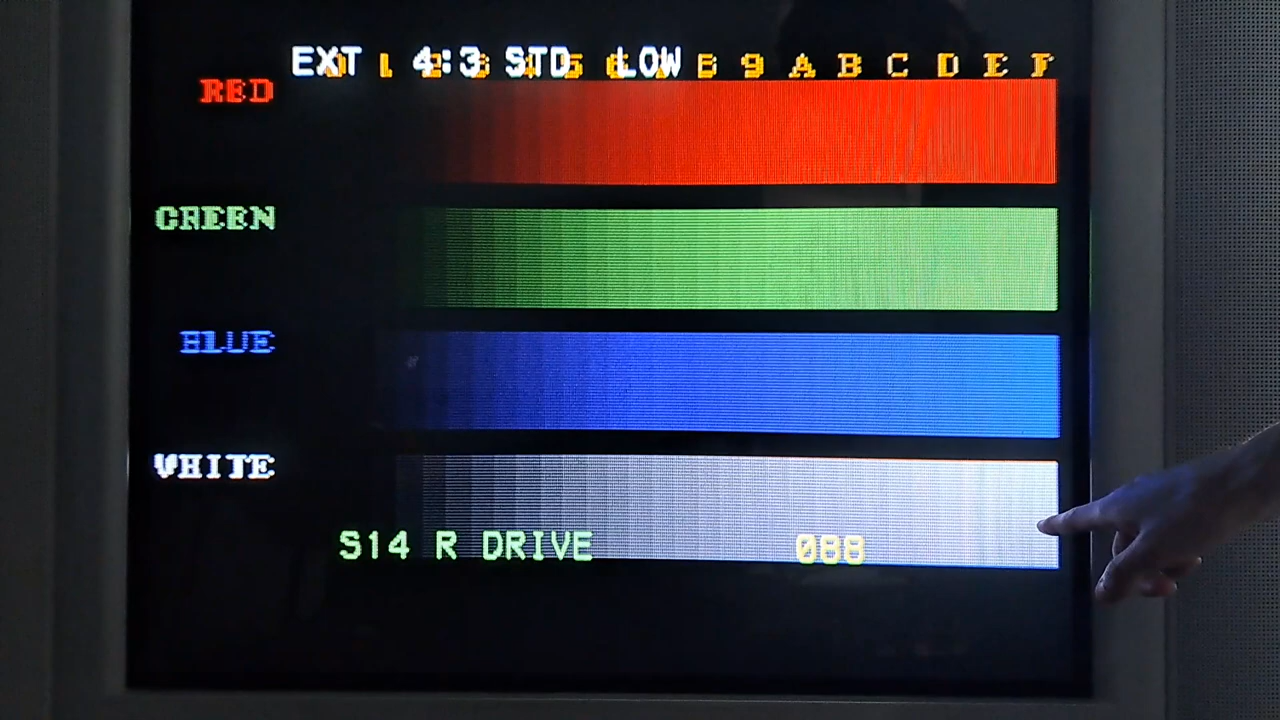 EXT 4:3 STD LOW
0 1 2 3 4 5 6 7 8 9 A B C D E F
RED
GREEN
BLUE
WHITE
S14 R DRIVE 088